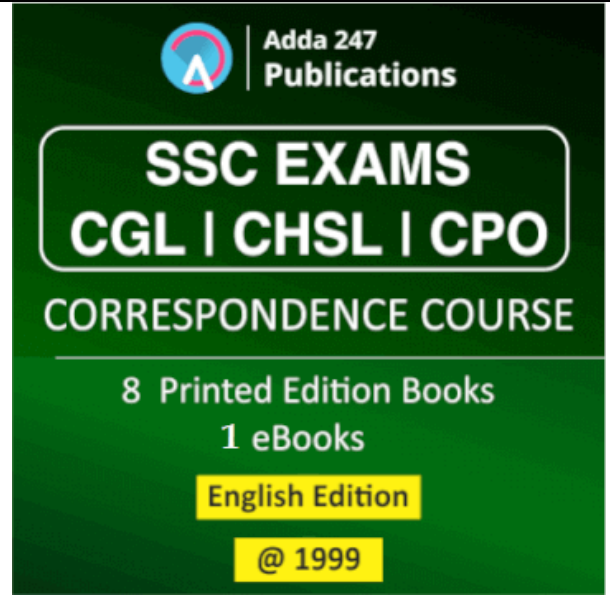 Adda 247
Publications
SSC EXAMS
CGL | CHSL | CPO
CORRESPONDENCE COURSE
8 Printed Edition Books
1 eBooks
English Edition
@ 1999